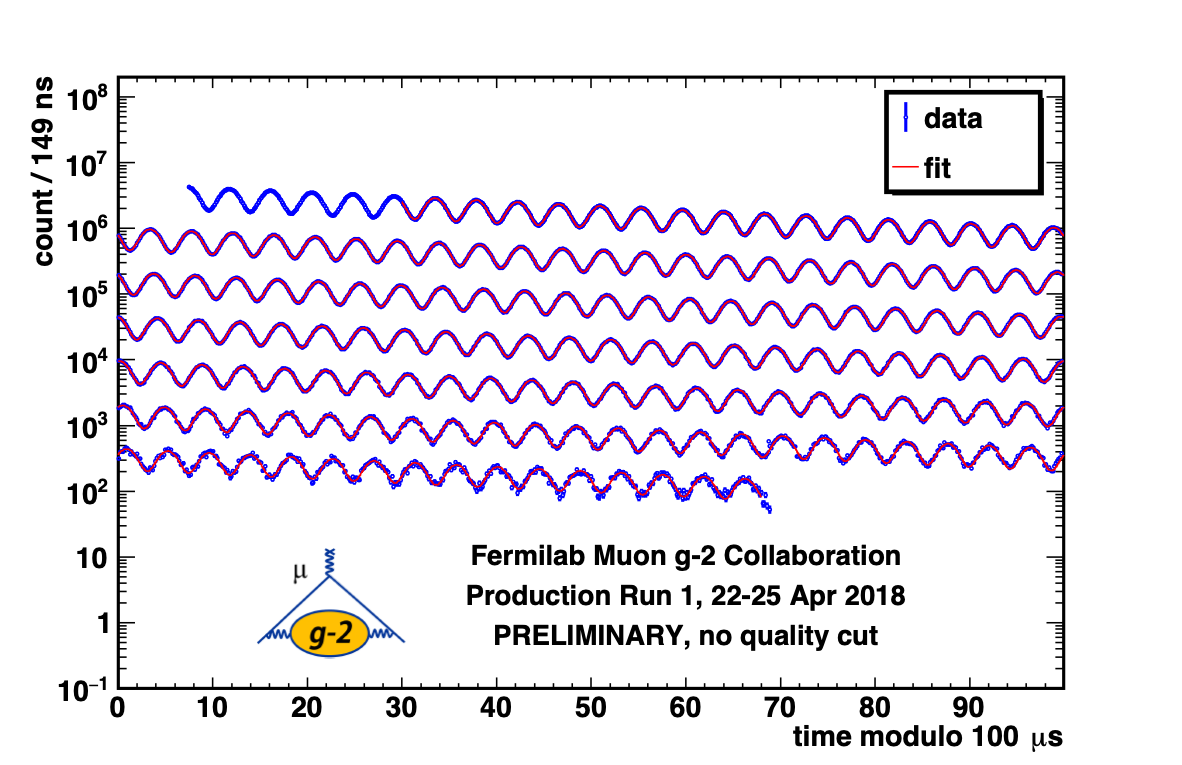 count / 149 ns
10⁸
10⁷
10⁶
10⁵
10⁴
10³
10²
10
1
10⁻¹
data
fit
μ
g-2
Fermilab Muon g-2 Collaboration
Production Run 1, 22-25 Apr 2018
PRELIMINARY, no quality cut
0 10 20 30 40 50 60 70 80 90
time modulo 100 μs